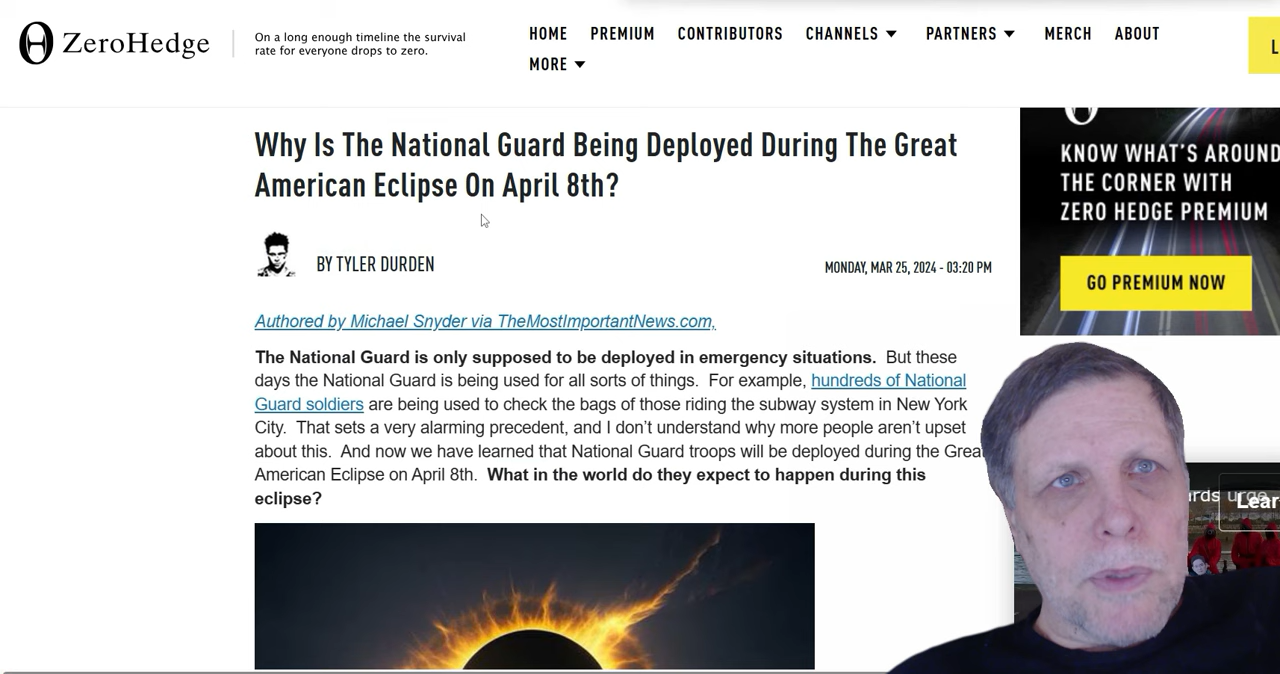 ZeroHedge
On a long enough timeline the survival
rate for everyone drops to zero.
HOME PREMIUM CONTRIBUTORS CHANNELS PARTNERS MERCH ABOUT
MORE
L
Why Is The National Guard Being Deployed During The Great
American Eclipse On April 8th?
BY TYLER DURDEN
MONDAY, MAR 25, 2024 - 03:20 PM
Authored by Michael Snyder via TheMostImportantNews.com,
The National Guard is only supposed to be deployed in emergency situations. But these
days the National Guard is being used for all sorts of things. For example, hundreds of National
Guard soldiers are being used to check the bags of those riding the subway system in New York
City. That sets a very alarming precedent, and I don't understand why more people aren't upset
about this. And now we have learned that National Guard troops will be deployed during the Great
American Eclipse on April 8th. What in the world do they expect to happen during this
eclipse?
KNOW WHAT'S AROUND
THE CORNER WITH
ZERO HEDGE PREMIUM
GO PREMIUM NOW
urge
Lear